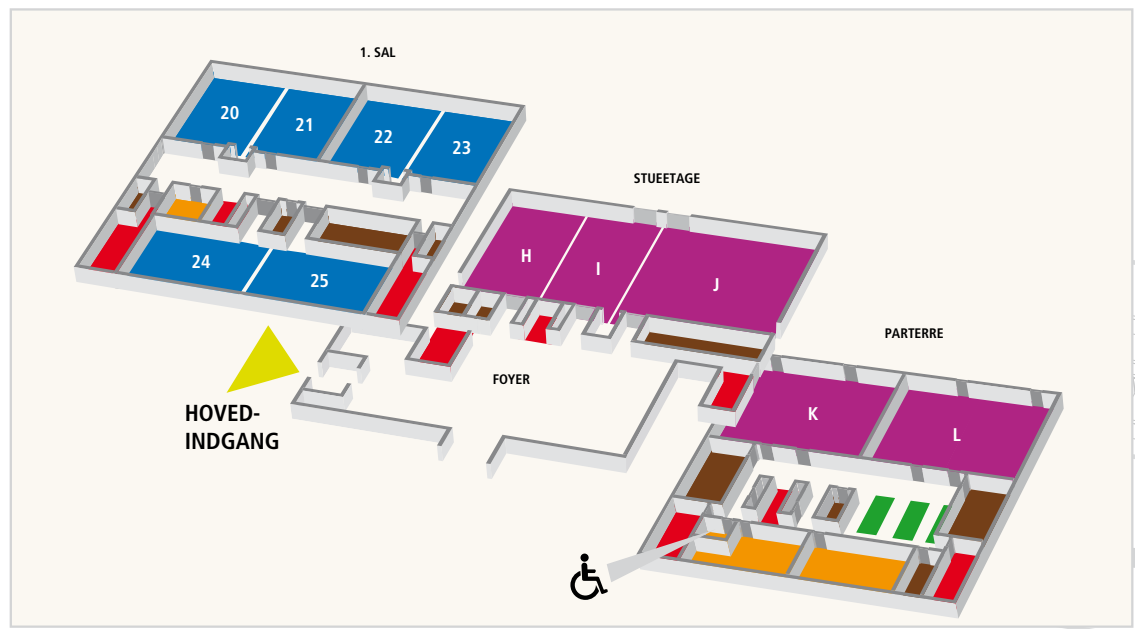 1. SAL
20
21
22
23
24
25
STUEETAGE
H
I
J
FOYER
HOVED-
INDGANG
PARTERRE
K
L